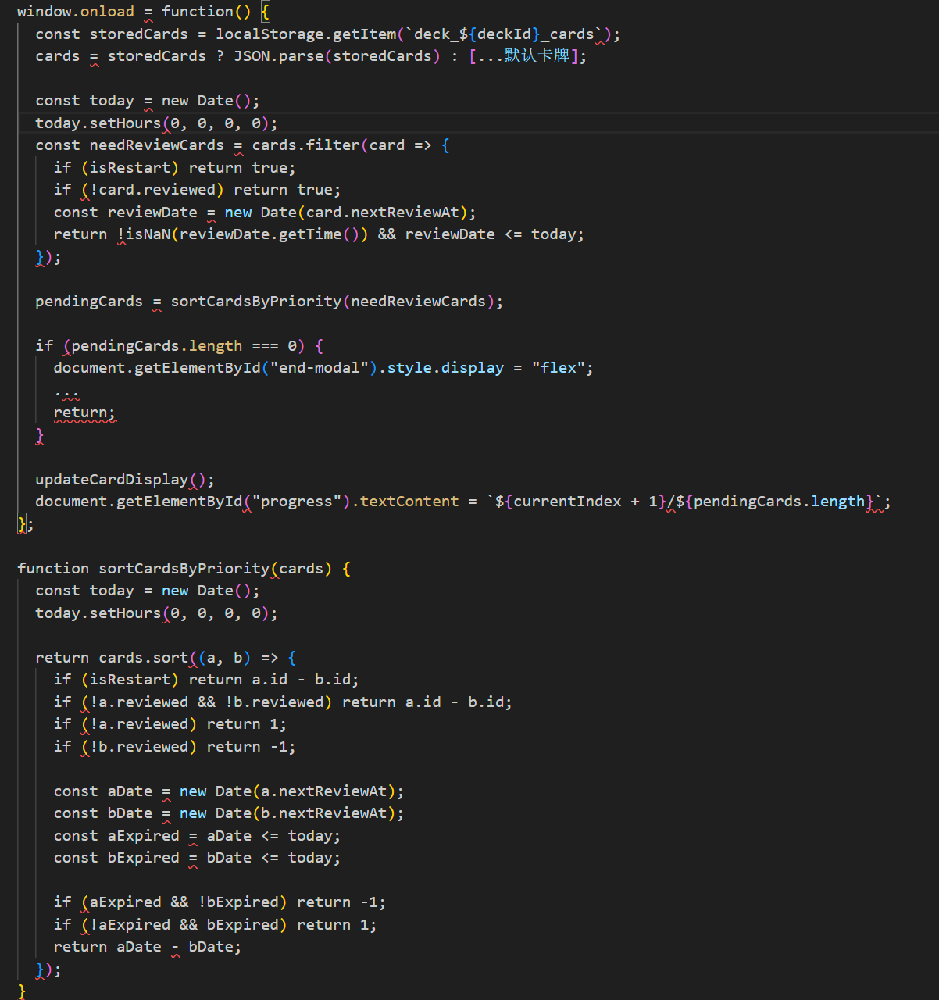 window.onload = function() {
const storedCards = localStorage.getItem(`deck_${deckId}_cards`);
cards = storedCards ? JSON.parse(storedCards) : [...默认卡牌];
const today = new Date();
today.setHours(0, 0, 0, 0);
const needReviewCards = cards.filter(card => {
if (isRestart) return true;
if (!card.reviewed) return true;
const reviewDate = new Date(card.nextReviewAt);
return !isNaN(reviewDate.getTime()) && reviewDate <= today;
});
pendingCards = sortCardsByPriority(needReviewCards);
if (pendingCards.length === 0) {
document.getElementById("end-modal").style.display = "flex";
...
return;
}
updateCardDisplay();
document.getElementById("progress").textContent = `${currentIndex + 1}/${pendingCards.length}`;
};
function sortCardsByPriority(cards) {
const today = new Date();
today.setHours(0, 0, 0, 0);
return cards.sort((a, b) => {
if (isRestart) return a.id - b.id;
if (!a.reviewed && !b.reviewed) return a.id - b.id;
if (!a.reviewed) return 1;
if (!b.reviewed) return -1;
const aDate = new Date(a.nextReviewAt);
const bDate = new Date(b.nextReviewAt);
const aExpired = aDate <= today;
const bExpired = bDate <= today;
if (aExpired && !bExpired) return -1;
if (!aExpired && bExpired) return 1;
return aDate - bDate;
});
}